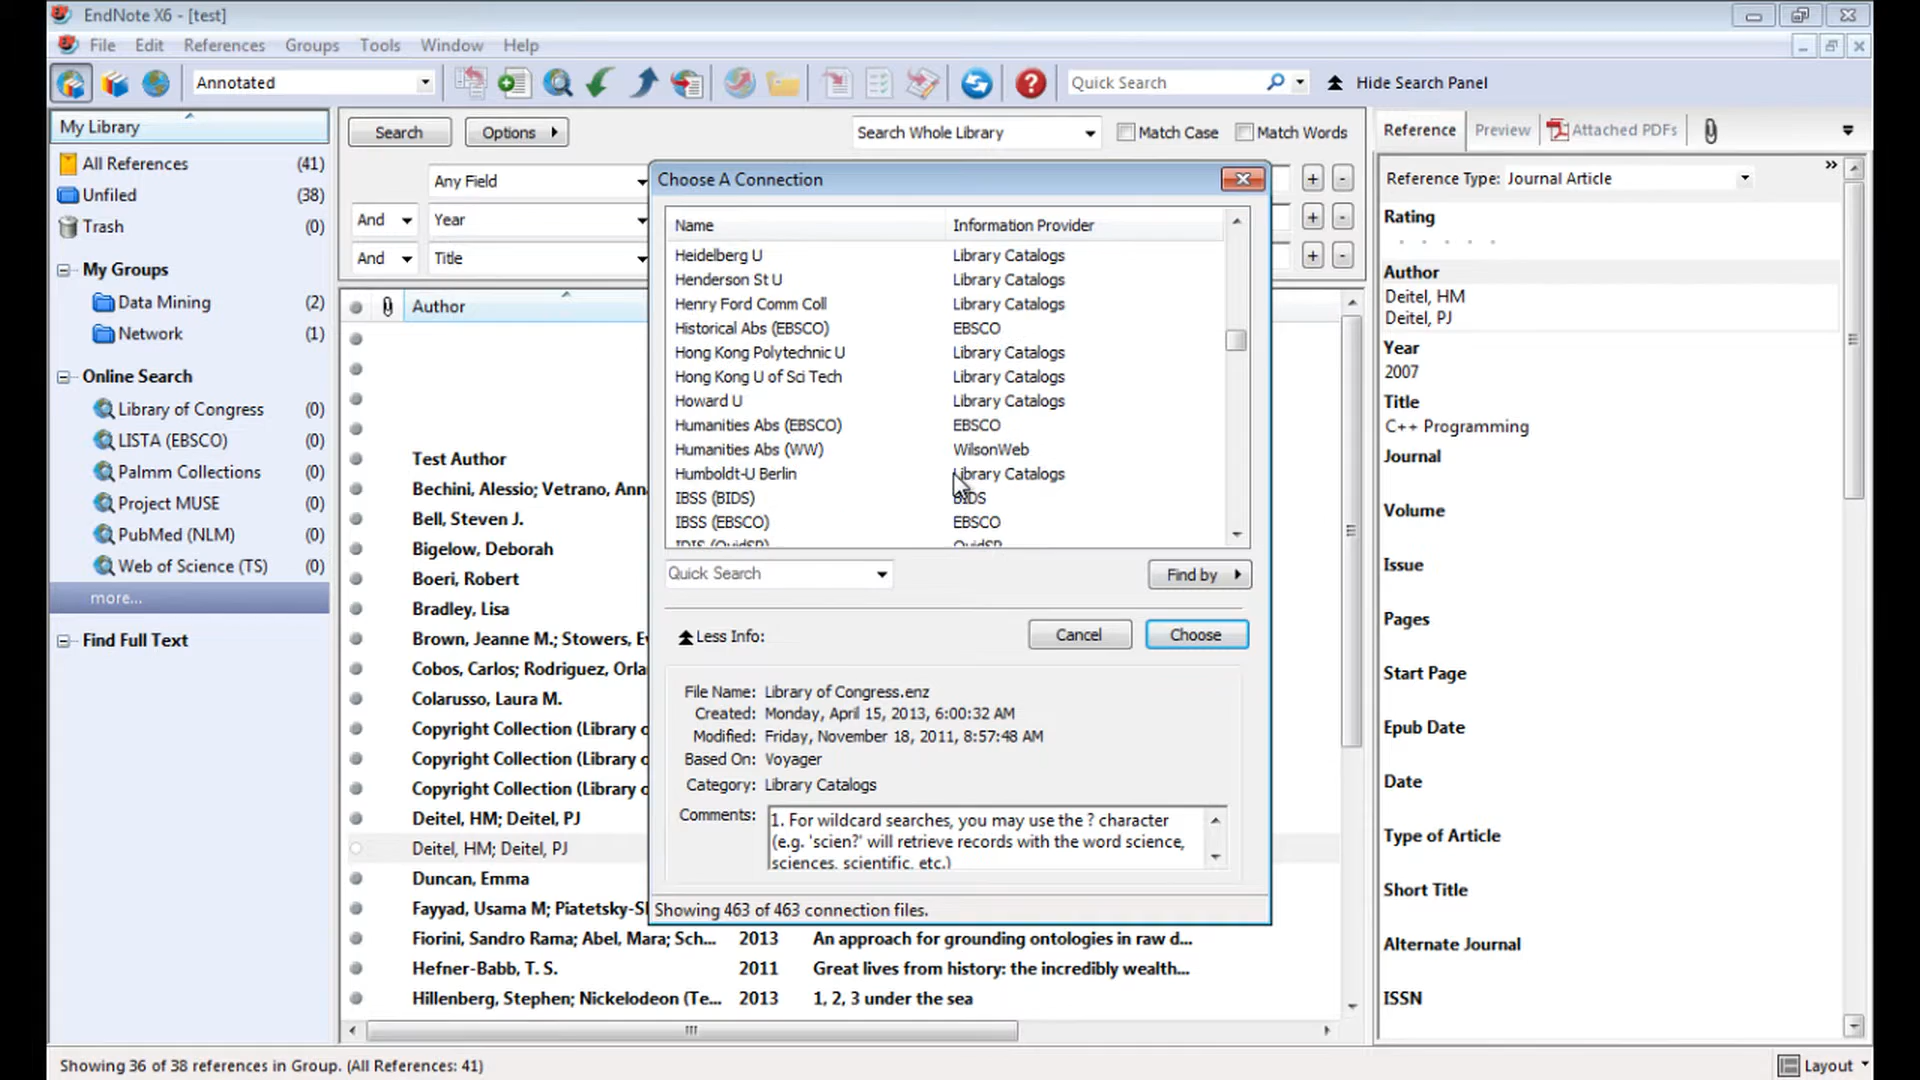 EndNote X6 - [test]
File Edit References Groups Tools Window Help
Annotated
Quick Search
Hide Search Panel
My Library
All References (41)
Unfiled (38)
Trash (0)
My Groups
Data Mining (2)
Network (1)
Online Search
Library of Congress (0)
LISTA (EBSCO) (0)
Palmm Collections (0)
Project MUSE (0)
PubMed (NLM) (0)
Web of Science (TS) (0)
more...
Find Full Text
Search Options Search Whole Library Match Case Match Words
Any Field
And Year
And Title
Author
Test Author
Bechini, Alessio; Vetrano, Ann
Bell, Steven J.
Bigelow, Deborah
Boeri, Robert
Bradley, Lisa
Brown, Jeanne M.; Stowers, Ev
Cobos, Carlos; Rodriguez, Orla
Colarusso, Laura M.
Copyright Collection (Library o
Copyright Collection (Library o
Copyright Collection (Library o
Deitel, HM; Deitel, PJ
Deitel, HM; Deitel, PJ
Duncan, Emma
Fayyad, Usama M; Piatetsky-Sh
Fiorini, Sandro Rama; Abel, Mara; Sch... 2013 An approach for grounding ontologies in raw d...
Hefner-Babb, T. S. 2011 Great lives from history: the incredibly wealth...
Hillenberg, Stephen; Nickelodeon (Te... 2013 1, 2, 3 under the sea
Choose A Connection
Name Information Provider
Heidelberg U Library Catalogs
Henderson St U Library Catalogs
Henry Ford Comm Coll Library Catalogs
Historical Abs (EBSCO) EBSCO
Hong Kong Polytechnic U Library Catalogs
Hong Kong U of Sci Tech Library Catalogs
Howard U Library Catalogs
Humanities Abs (EBSCO) EBSCO
Humanities Abs (WW) WilsonWeb
Humboldt-U Berlin Library Catalogs
IBSS (BIDS) BIDS
IBSS (EBSCO) EBSCO
IDIS (OvidSP) OvidSP
Quick Search Find by
Less Info: Cancel Choose
File Name: Library of Congress.enz
Created: Monday, April 15, 2013, 6:00:32 AM
Modified: Friday, November 18, 2011, 8:57:48 AM
Based On: Voyager
Category: Library Catalogs
Comments: 1. For wildcard searches, you may use the ? character
(e.g. 'scien?' will retrieve records with the word science,
sciences, scientific, etc.)
Showing 463 of 463 connection files.
Reference Preview Attached PDFs
Reference Type: Journal Article
Rating
Author
Deitel, HM
Deitel, PJ
Year
2007
Title
C++ Programming
Journal
Volume
Issue
Pages
Start Page
Epub Date
Date
Type of Article
Short Title
Alternate Journal
ISSN
Showing 36 of 38 references in Group. (All References: 41)
Layout